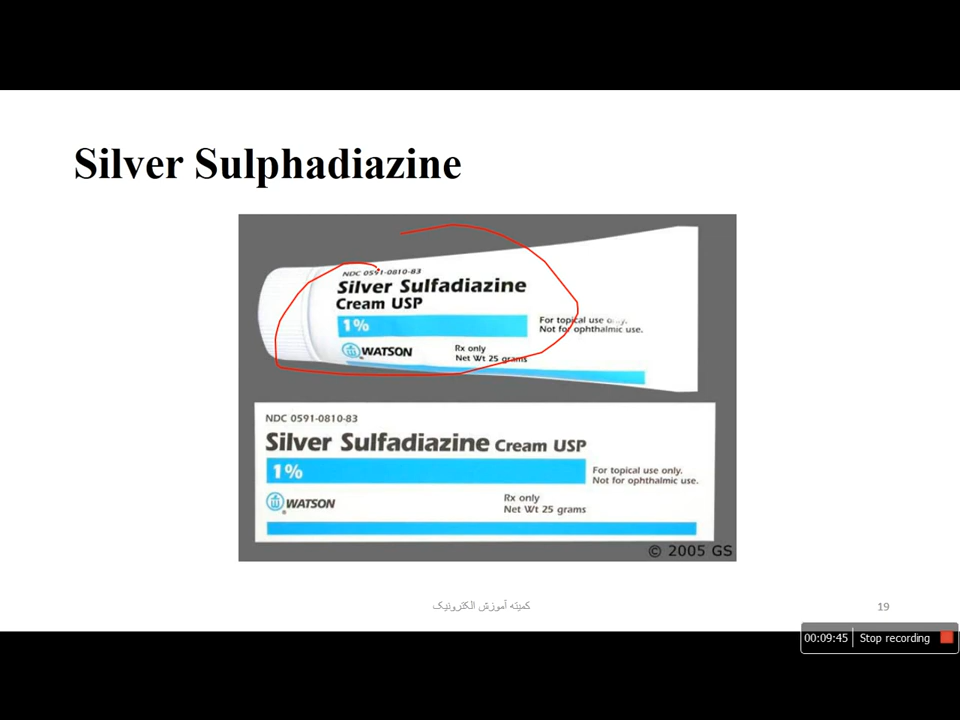 Silver Sulphadiazine
NDC 0591-0810-83
Silver Sulfadiazine
Cream USP
1%
For topical use only.
Not for ophthalmic use.
WATSON
Rx only
Net Wt 25 grams
NDC 0591-0810-83
Silver Sulfadiazine Cream USP
1%
For topical use only.
Not for ophthalmic use.
WATSON
Rx only
Net Wt 25 grams
© 2005 GS
کمیته آموزش الکترونیک
19
00:09:45 Stop recording